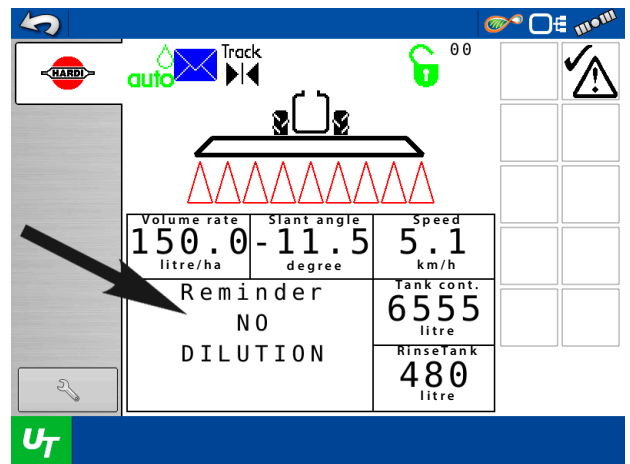 HARDI
auto
Track
00
Volume rate
150.0
litre/ha
Slant angle
-11.5
degree
Speed
5.1
km/h
Reminder
NO
DILUTION
Tank cont.
6555
litre
RinseTank
480
litre
UT